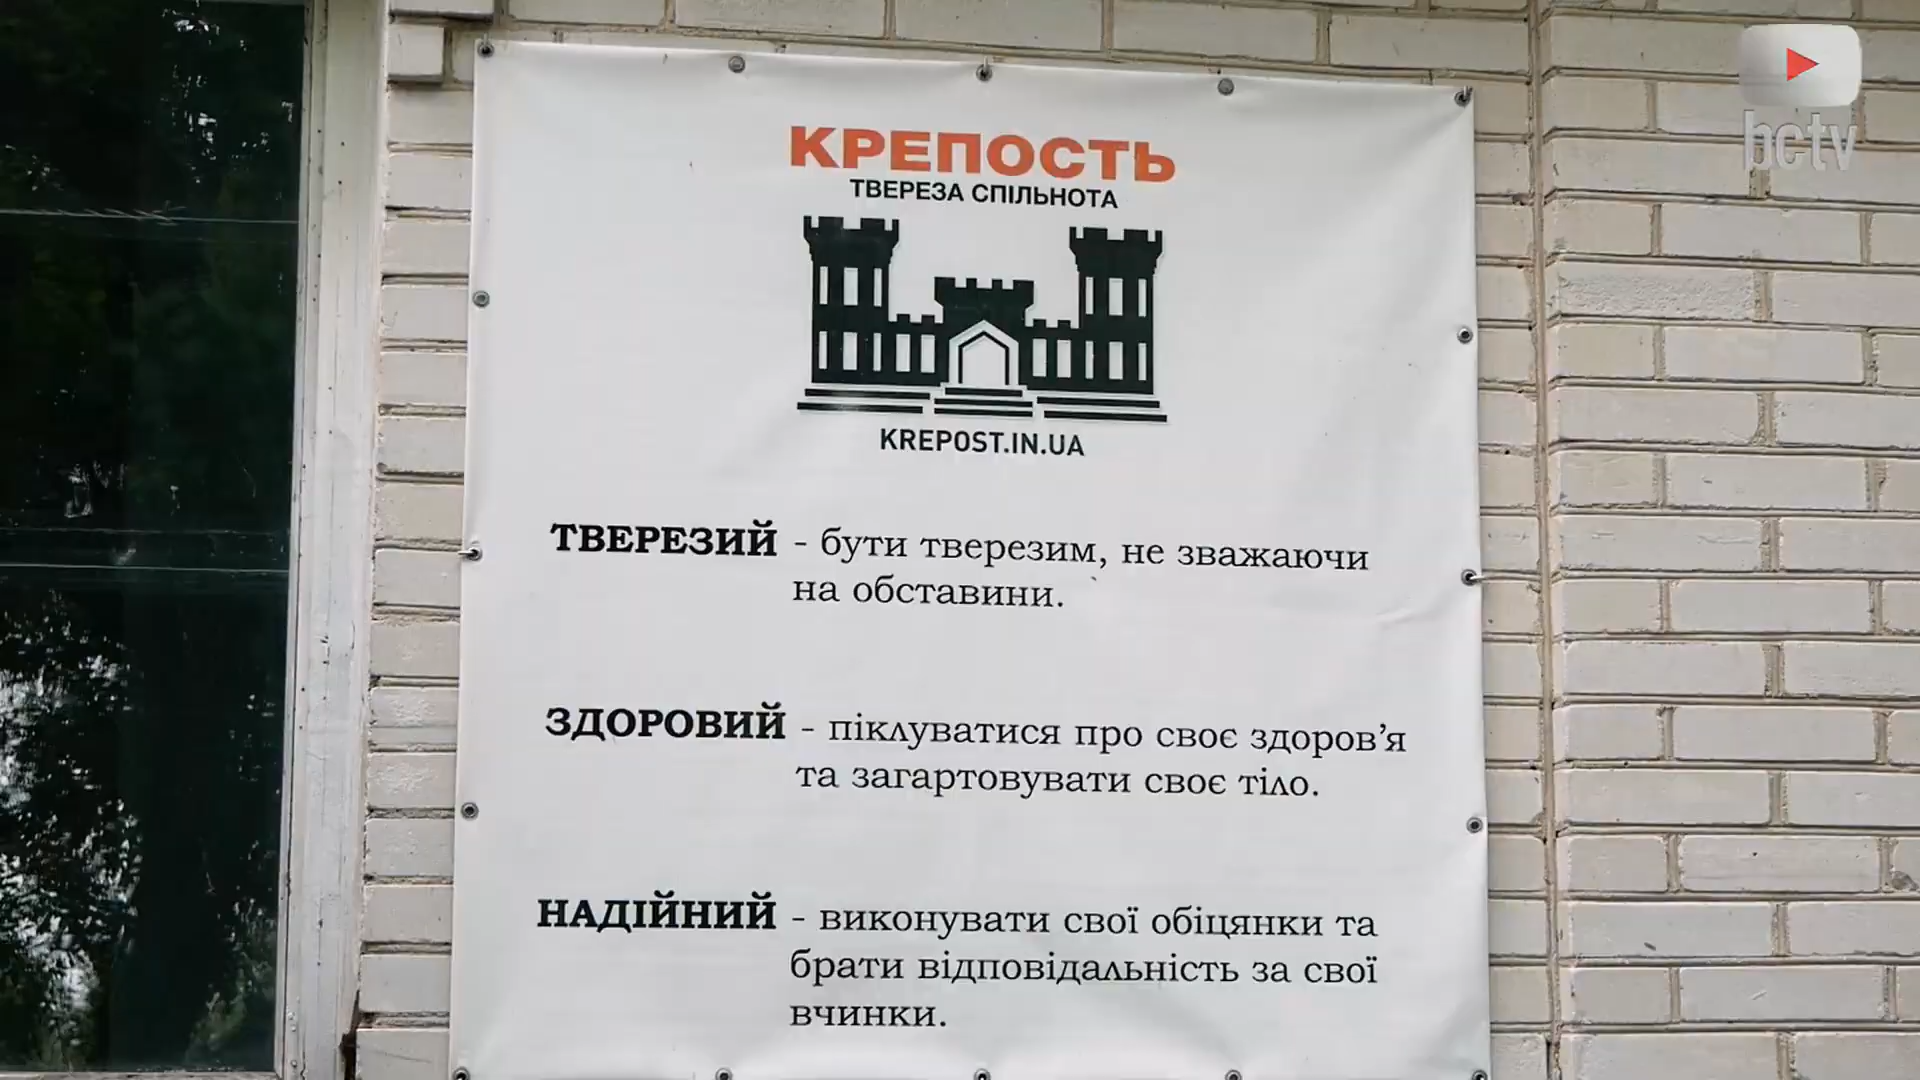 bctv
КРЕПОСТЬ
ТВЕРЕЗА СПІЛЬНОТА
KREPOST.IN.UA
ТВЕРЕЗИЙ - бути тверезим, не зважаючи
на обставини.
ЗДОРОВИЙ - піклуватися про своє здоров’я
та загартовувати своє тіло.
НАДІЙНИЙ - виконувати свої обіцянки та
брати відповідальність за свої
вчинки.